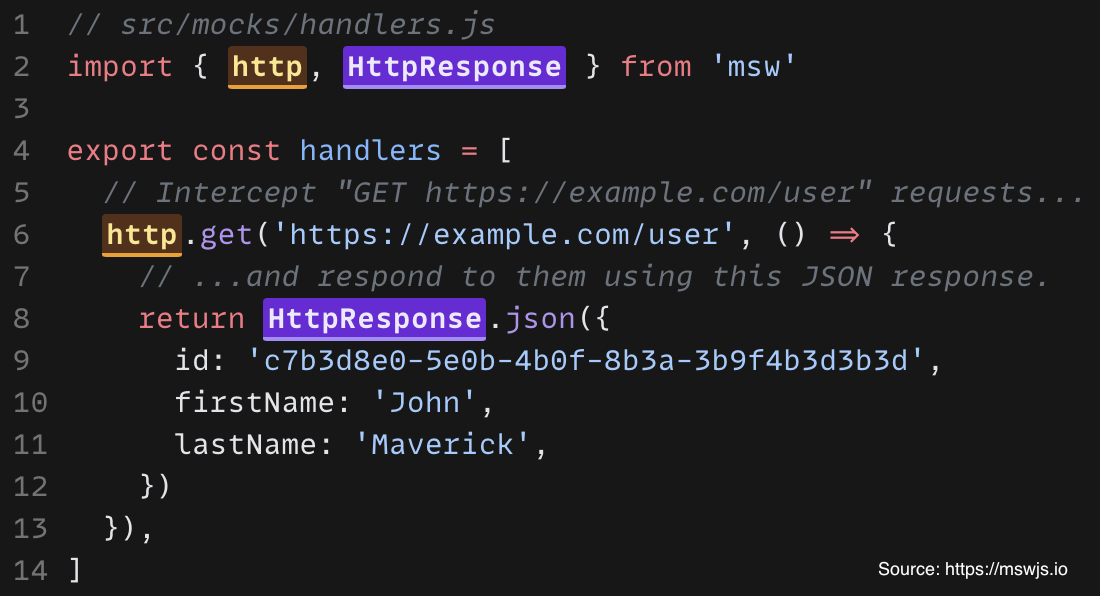 1 // src/mocks/handlers.js
2 import { http, HttpResponse } from 'msw'
3
4 export const handlers = [
5 // Intercept "GET https://example.com/user" requests...
6 http.get('https://example.com/user', () => {
7 // ...and respond to them using this JSON response.
8 return HttpResponse.json({
9 id: 'c7b3d8e0-5e0b-4b0f-8b3a-3b9f4b3d3b3d',
10 firstName: 'John',
11 lastName: 'Maverick',
12 })
13 }),
14 ]
Source: https://mswjs.io